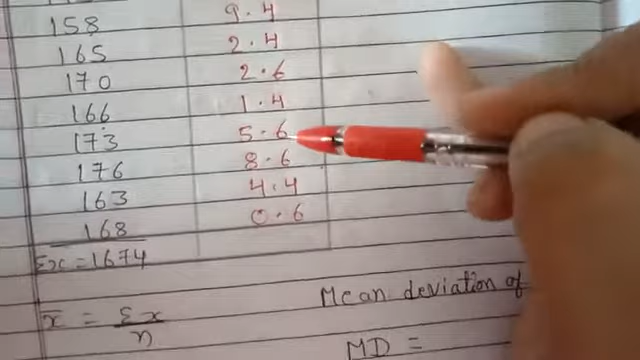 158 9.4
165 2.4
170 2.6
166 1.4
173 5.6
176 8.6
163 4.4
168 0.6
Σx = 1674
x̄ = Σx / n
Mean deviation of
MD =